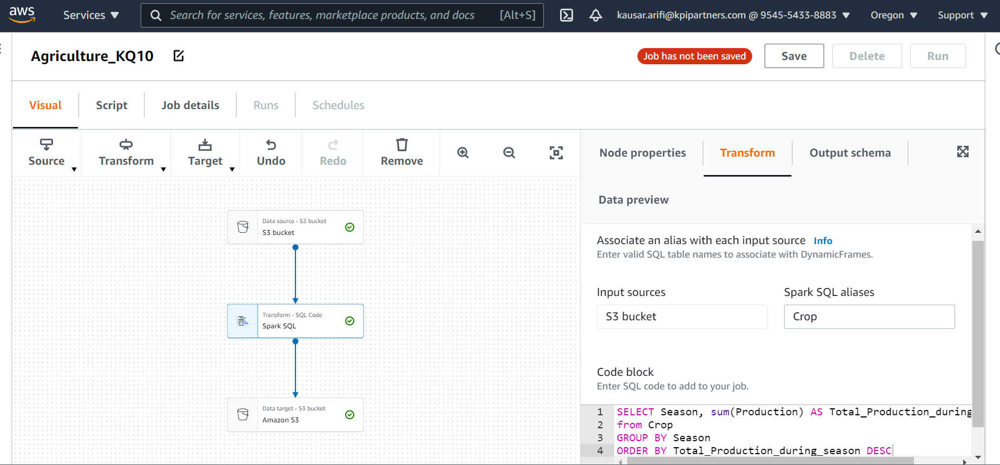 aws Services Search for services, features, marketplace products, and docs [Alt+S] kausar.arifi@kpipartners.com @ 9545-5433-8883 Oregon Support
Agriculture_KQ10 Job has not been saved Save Delete Run
Visual Script Job details Runs Schedules
Source Transform Target Undo Redo Remove
Node properties Transform Output schema
Data preview
Data source - S3 bucket
S3 bucket
Transform - SQL Code
SQL
Spark SQL
Data target - S3 bucket
Amazon S3
Associate an alias with each input source Info
Enter valid SQL table names to associate with DynamicFrames.
Input sources Spark SQL aliases
S3 bucket Crop
Code block
Enter SQL code to add to your job.
1 SELECT Season, sum(Production) AS Total_Production_during
2 from Crop
3 GROUP BY Season
4 ORDER BY Total_Production_during_season DESC